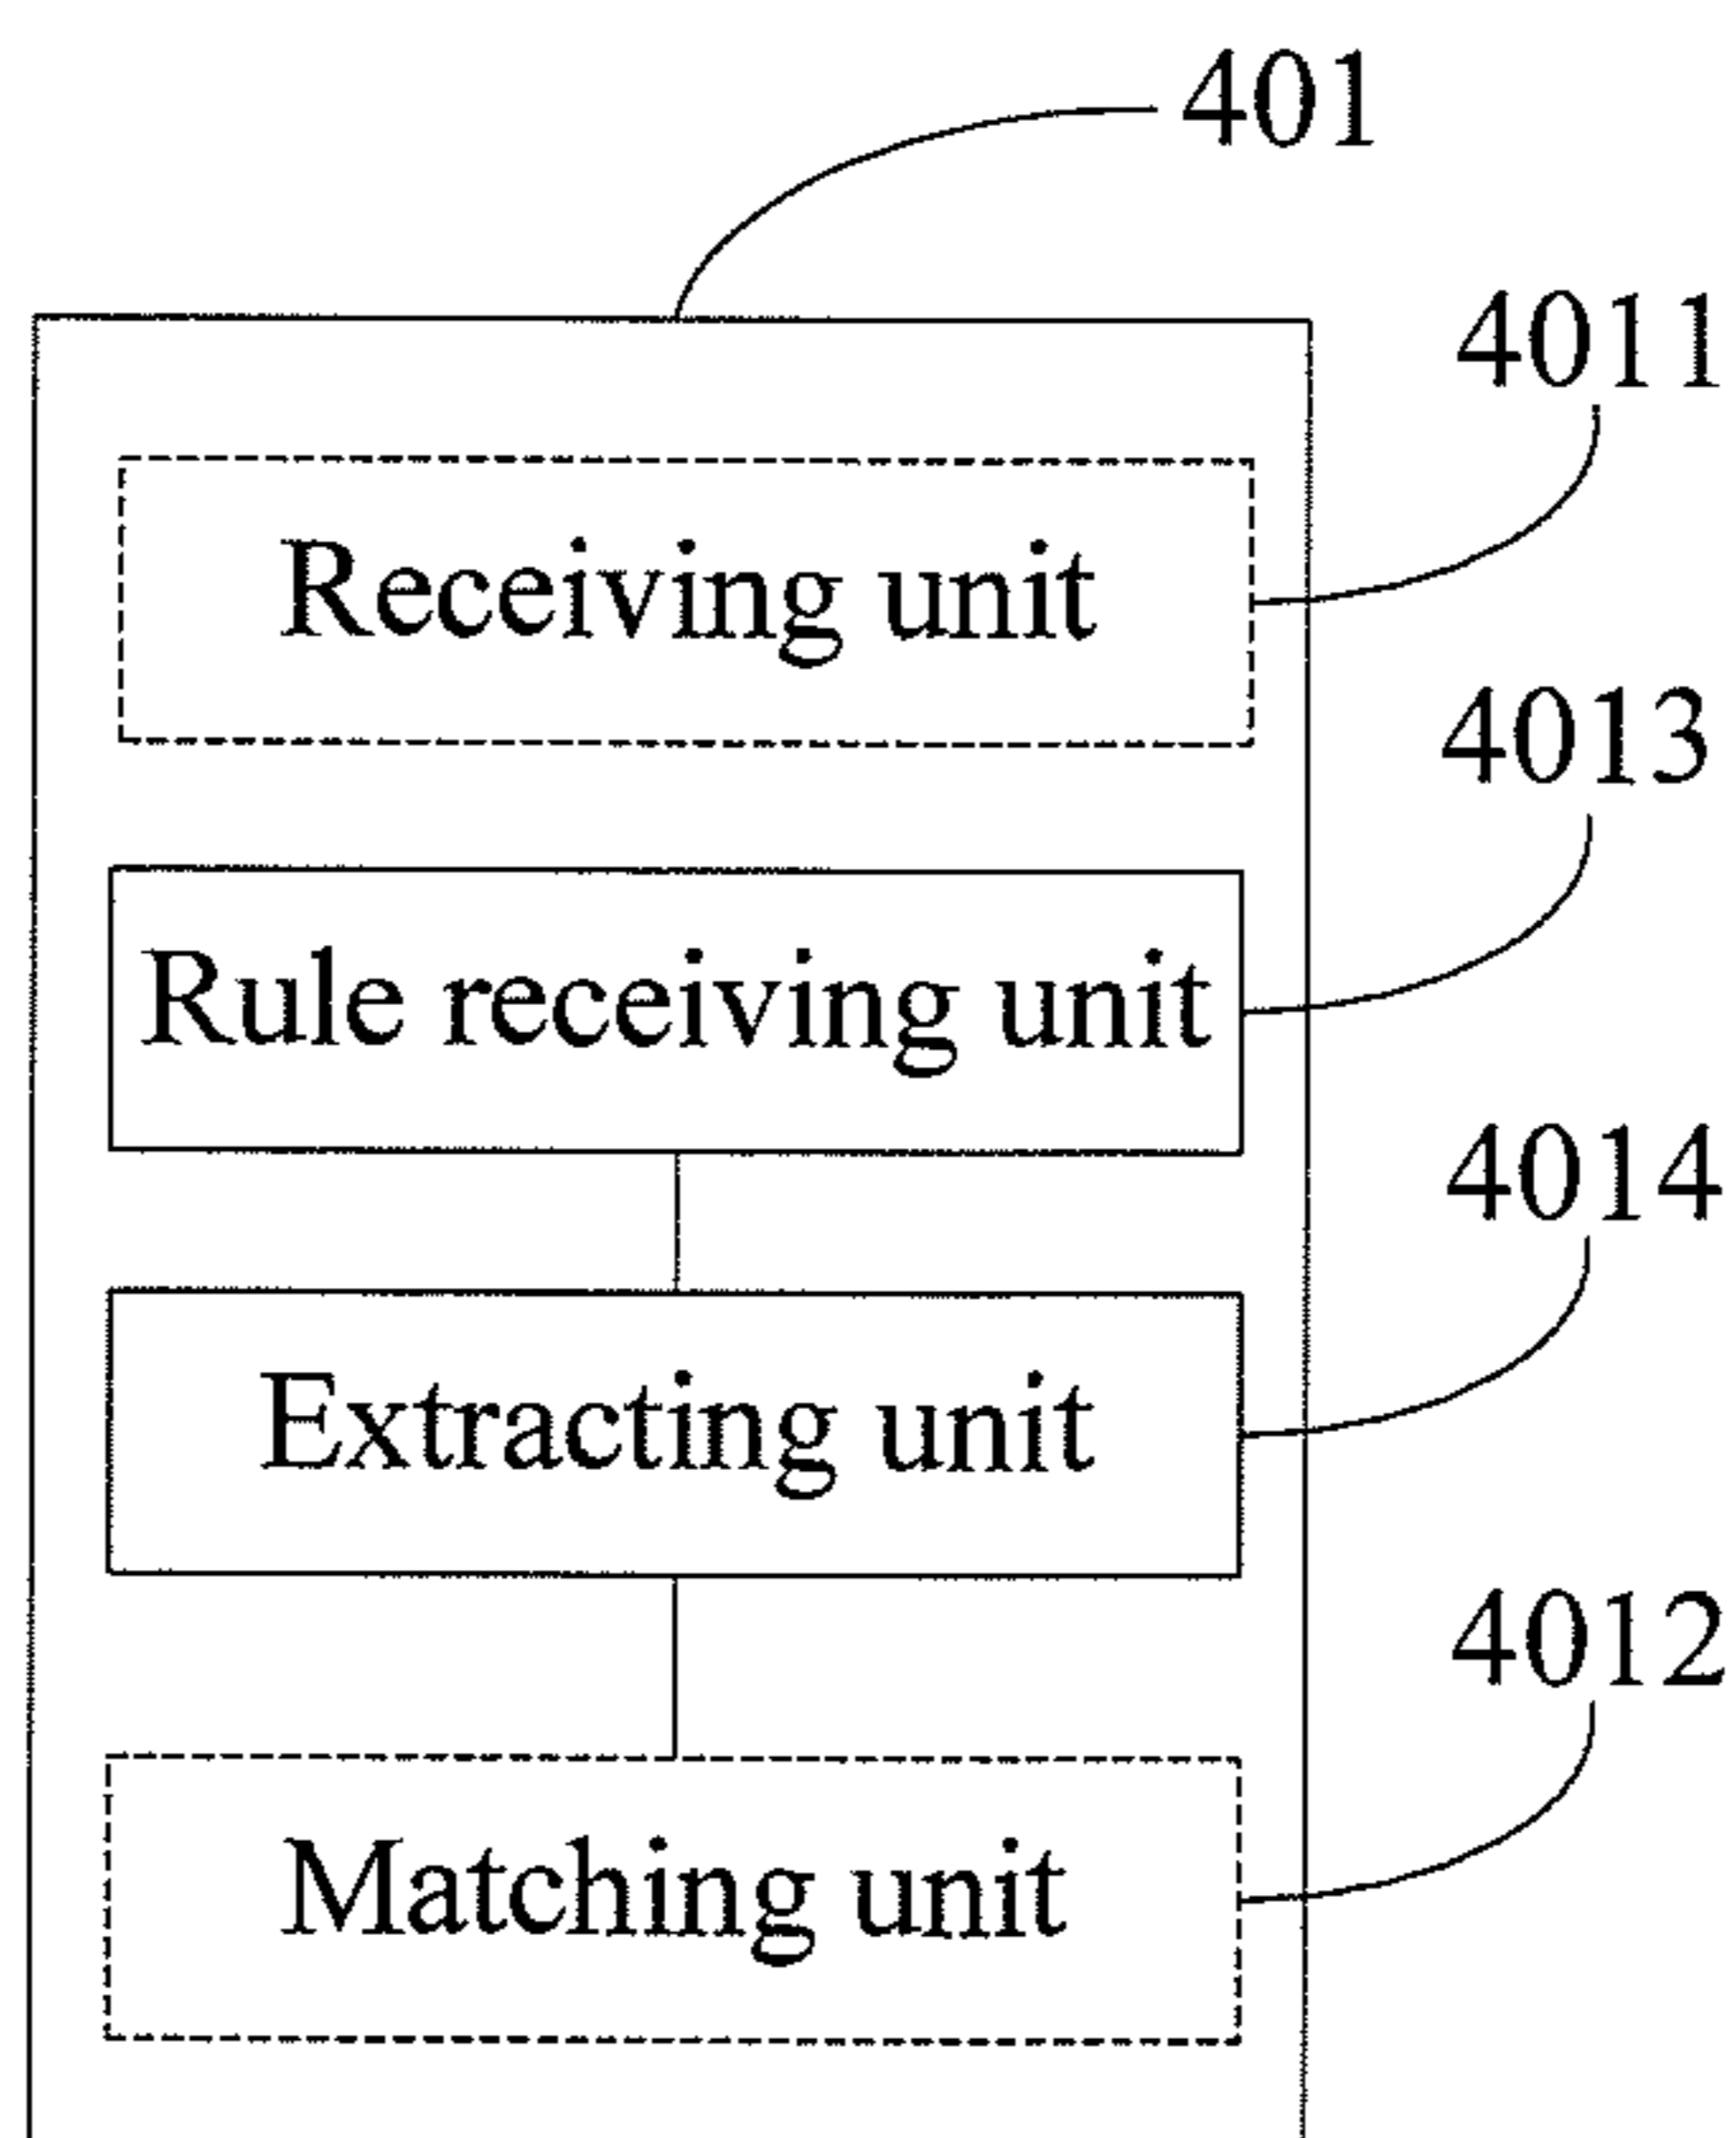 401
4011
Receiving unit
4013
Rule receiving unit
4014
Extracting unit
4012
Matching unit